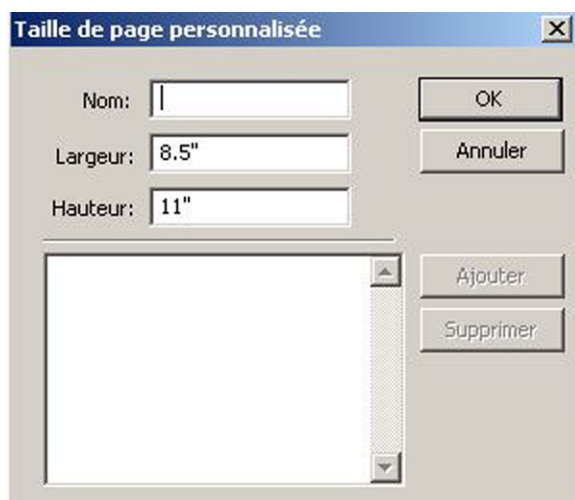 Taille de page personnalisée
Nom:
OK
Largeur: 8.5"
Annuler
Hauteur: 11"
Ajouter
Supprimer